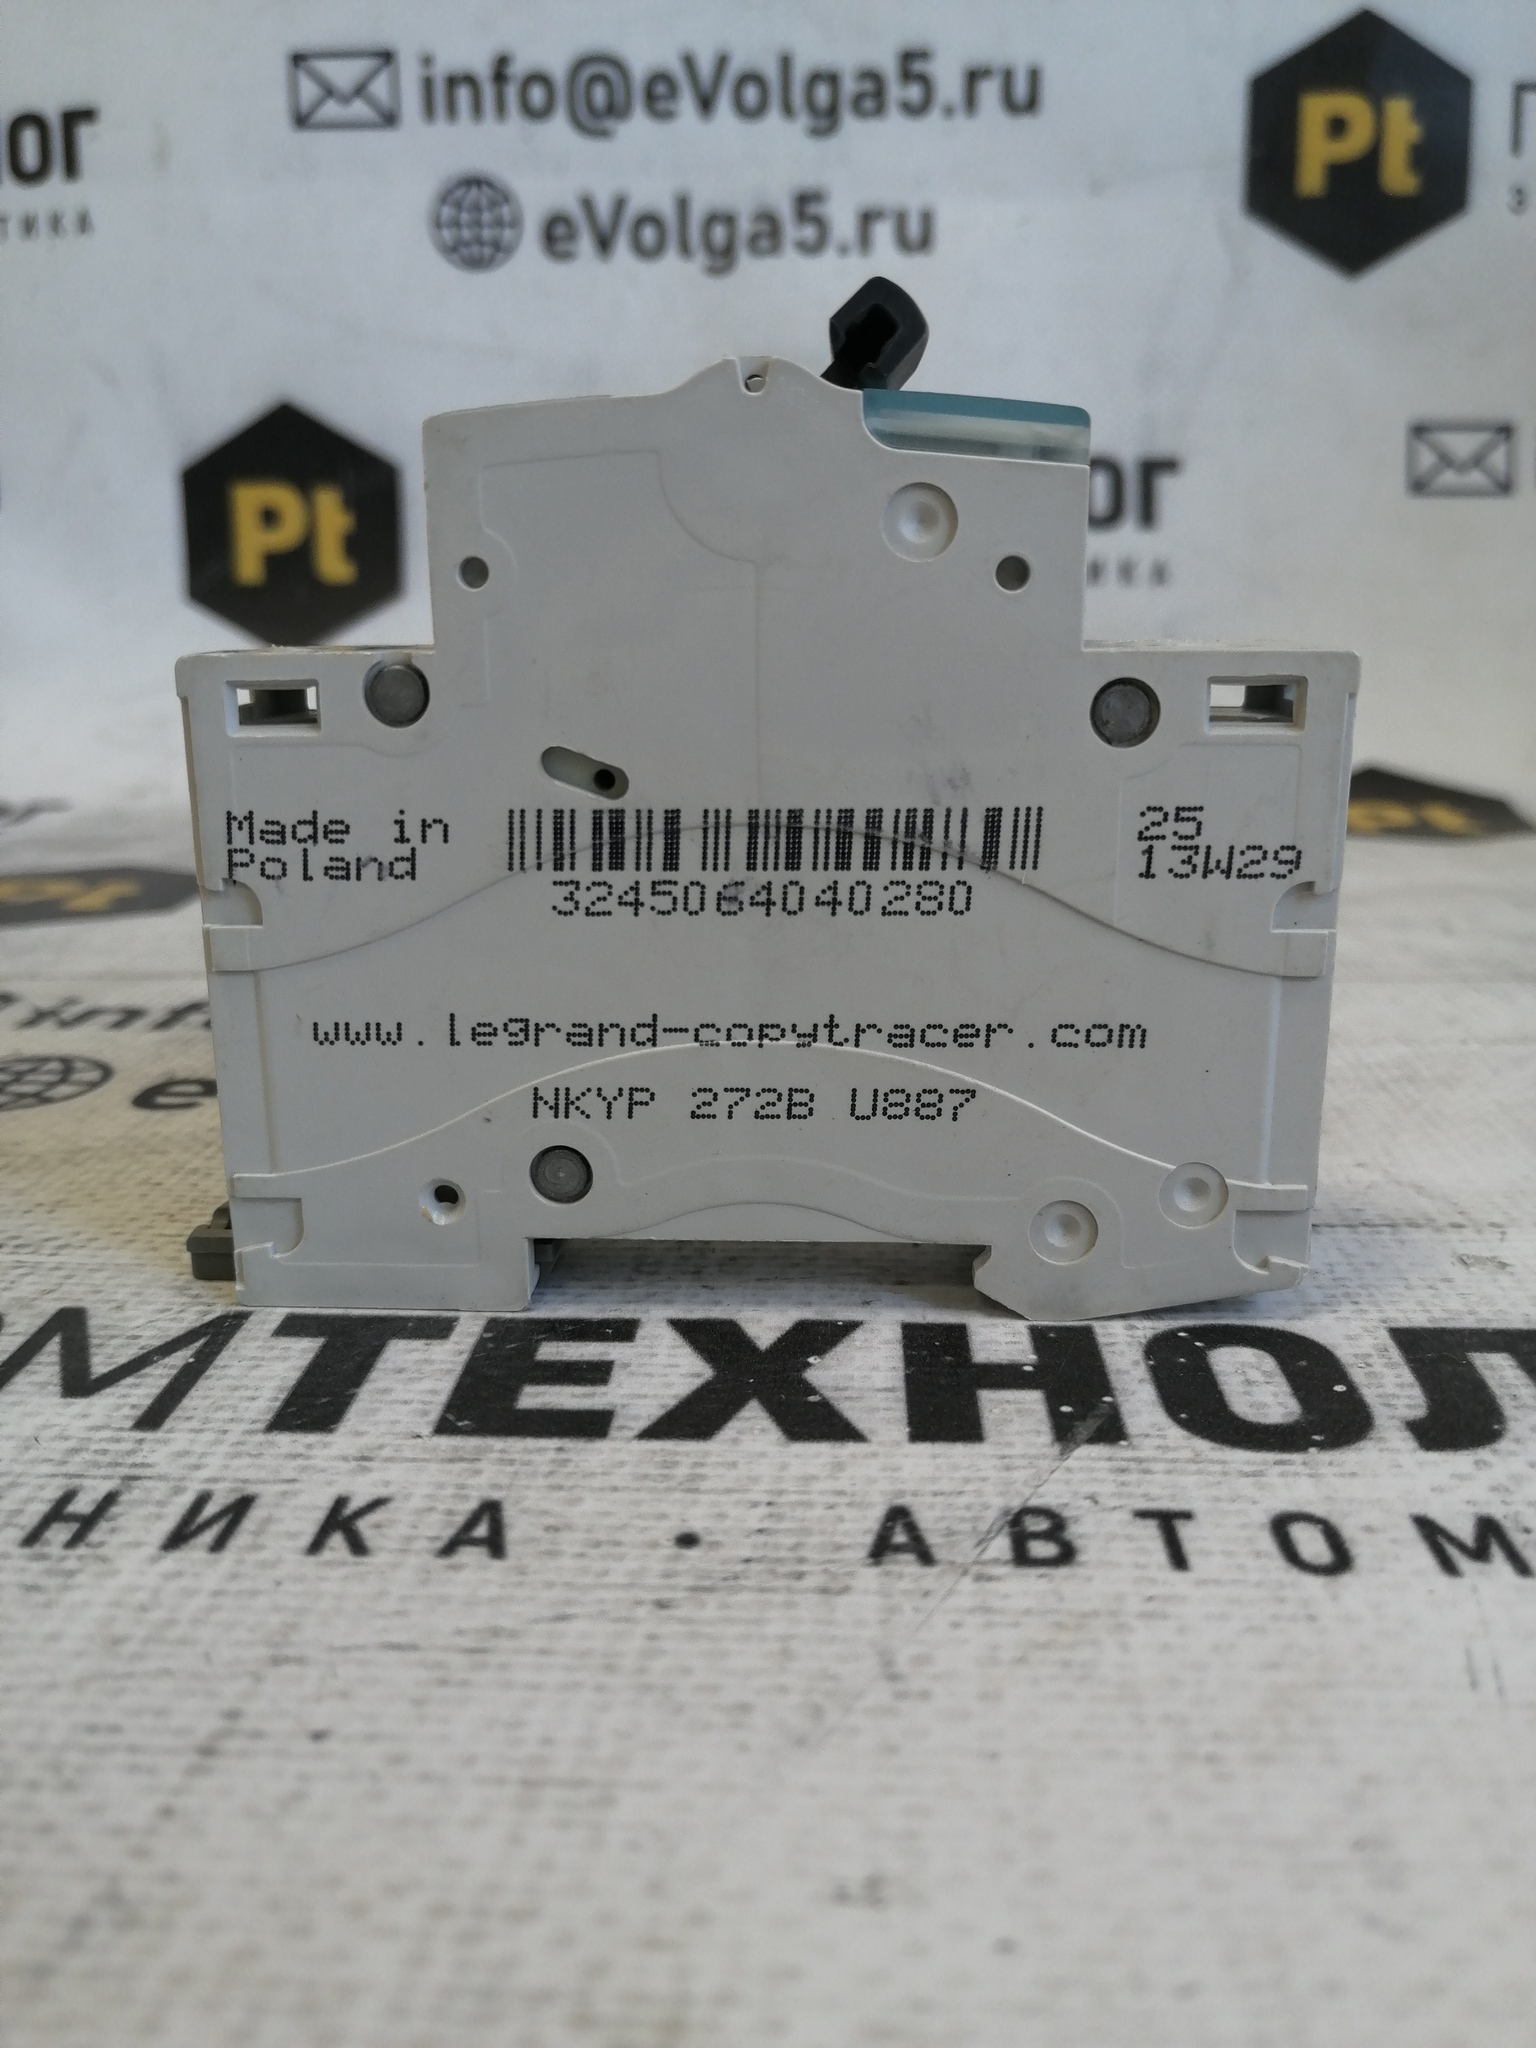 info@eVolga5.ru
eVolga5.ru
Pt
Pt
Made in
Poland
3245064040280
25
13W29
www.legrand-copytracer.com
NKYP 272B U887
МТЕХНОЛ
НИКА • АВТОМ